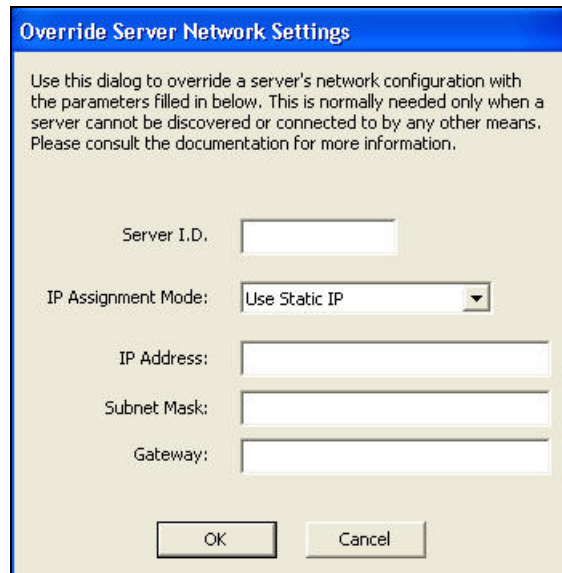 Override Server Network Settings
Use this dialog to override a server's network configuration with
the parameters filled in below. This is normally needed only when a
server cannot be discovered or connected to by any other means.
Please consult the documentation for more information.
Server I.D.
IP Assignment Mode: Use Static IP
IP Address:
Subnet Mask:
Gateway:
OK Cancel